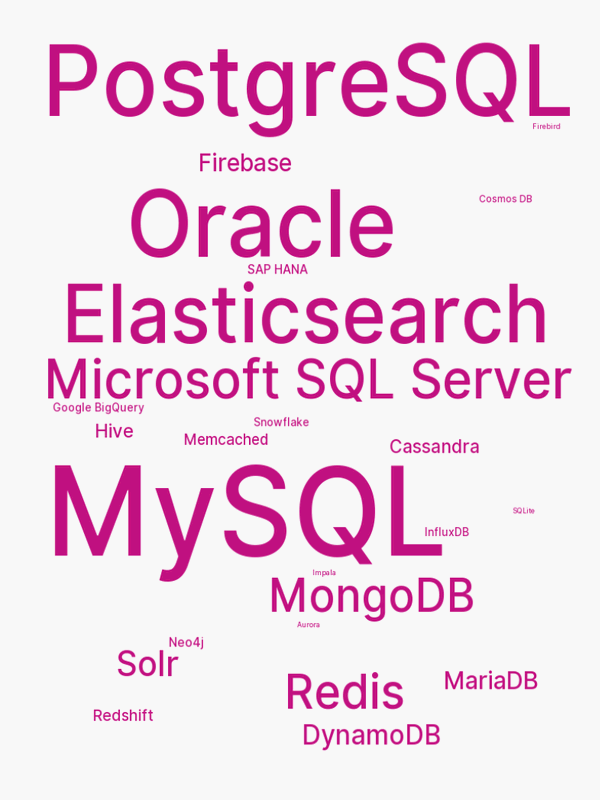 PostgreSQL
Firebird
Firebase
Cosmos DB
Oracle
SAP HANA
Elasticsearch
Microsoft SQL Server
Google BigQuery
Snowflake
Hive
Memcached
Cassandra
MySQL
SQLite
InfluxDB
Impala
MongoDB
Aurora
Neo4j
Solr
MariaDB
Redis
Redshift
DynamoDB